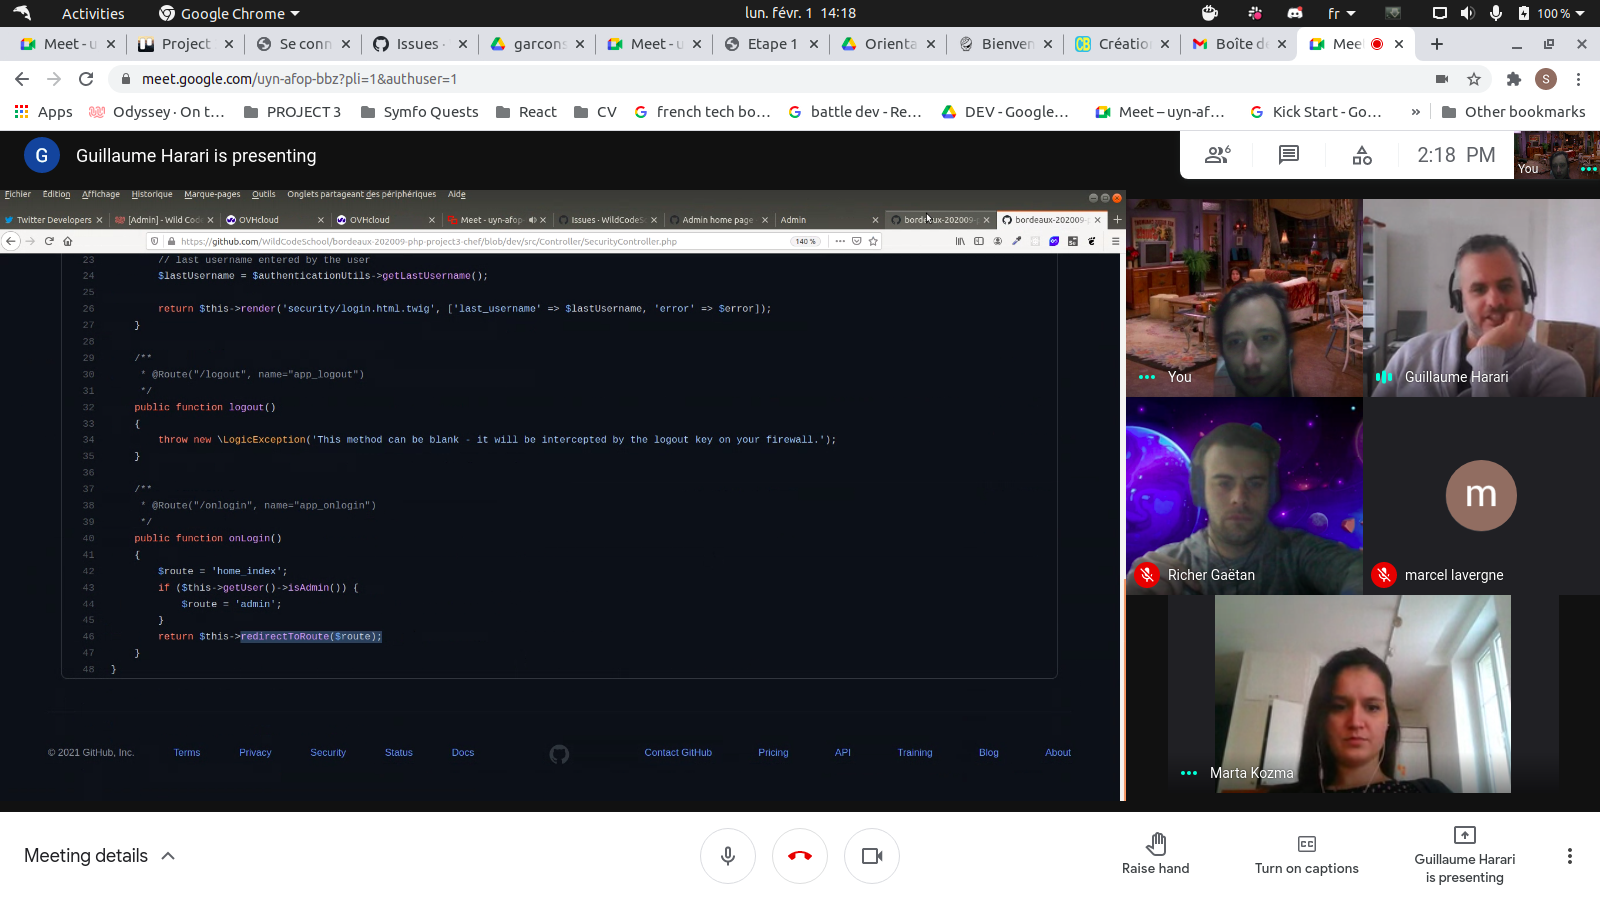 Activities
Google Chrome
lun. févr. 1 14:18
fr
100 %
Meet - u
Project
Se conn
Issues ·
garcons
Meet - u
Etape 1
Orienta
Bienven
Créatio
Boîte de
Meet
meet.google.com/uyn-afop-bbz?pli=1&authuser=1
S
Apps
Odyssey · On t...
PROJECT 3
Symfo Quests
React
CV
french tech bo...
battle dev - Re...
DEV - Google...
Meet – uyn-af...
Kick Start - Go...
»
Other bookmarks
G
Guillaume Harari is presenting
6
2:18 PM
You
Fichier Édition Affichage Historique Marque-pages Outils Onglets partageant des périphériques Aide
Twitter Developers
[Admin] - Wild Code
OVHcloud
OVHcloud
Meet - uyn-afop-
Issues · WildCodeSc
Admin home page
Admin
bordeaux-202009-
bordeaux-202009-
https://github.com/WildCodeSchool/bordeaux-202009-php-project3-chef/blob/dev/src/Controller/SecurityController.php
140 %
23 // last username entered by the user
24 $lastUsername = $authenticationUtils->getLastUsername();
25
26 return $this->render('security/login.html.twig', ['last_username' => $lastUsername, 'error' => $error]);
27 }
28
29 /**
30 * @Route("/logout", name="app_logout")
31 */
32 public function logout()
33 {
34 throw new \LogicException('This method can be blank - it will be intercepted by the logout key on your firewall.');
35 }
36
37 /**
38 * @Route("/onlogin", name="app_onlogin")
39 */
40 public function onLogin()
41 {
42 $route = 'home_index';
43 if ($this->getUser()->isAdmin()) {
44 $route = 'admin';
45 }
46 return $this->redirectToRoute($route);
47 }
48 }
© 2021 GitHub, Inc. Terms Privacy Security Status Docs Contact GitHub Pricing API Training Blog About
You
Guillaume Harari
Richer Gaëtan
m
marcel lavergne
Marta Kozma
Meeting details
Raise hand
Turn on captions
Guillaume Harari
is presenting